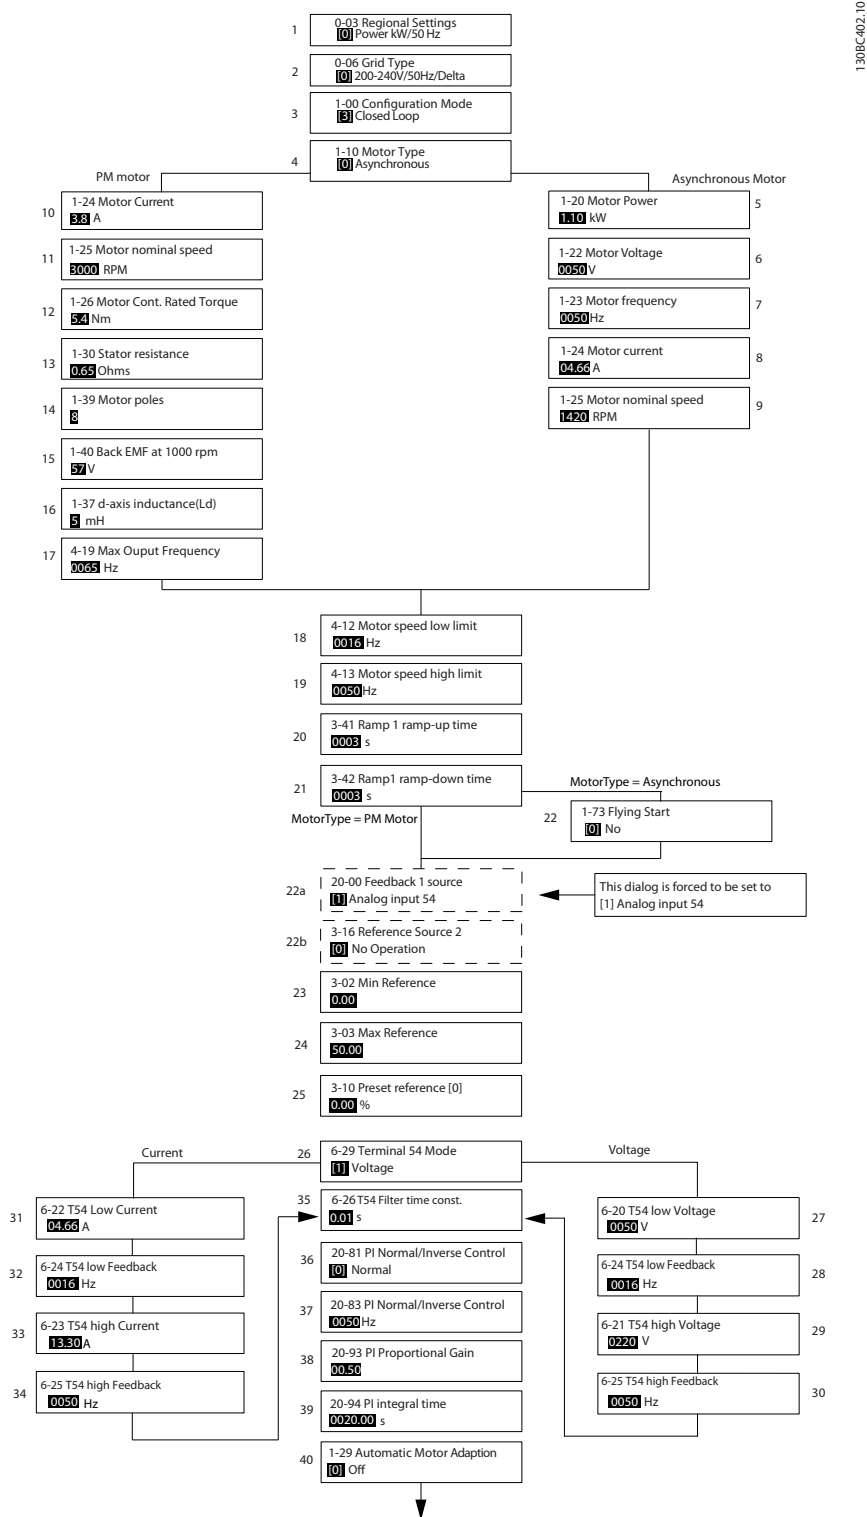 130BC402.10
1
0-03 Regional Settings
[0] Power kW/50 Hz
2
0-06 Grid Type
[0] 200-240V/50Hz/Delta
3
1-00 Configuration Mode
[3] Closed Loop
4
1-10 Motor Type
[0] Asynchronous
PM motor
Asynchronous Motor
10
1-24 Motor Current
3.8 A
11
1-25 Motor nominal speed
3000 RPM
12
1-26 Motor Cont. Rated Torque
5.4 Nm
13
1-30 Stator resistance
0.65 Ohms
14
1-39 Motor poles
8
15
1-40 Back EMF at 1000 rpm
57 V
16
1-37 d-axis inductance(Ld)
5 mH
17
4-19 Max Ouput Frequency
0065 Hz
1-20 Motor Power
1.10 kW
5
1-22 Motor Voltage
0050 V
6
1-23 Motor frequency
0050 Hz
7
1-24 Motor current
04.66 A
8
1-25 Motor nominal speed
1420 RPM
9
18
4-12 Motor speed low limit
0016 Hz
19
4-13 Motor speed high limit
0050 Hz
20
3-41 Ramp 1 ramp-up time
0003 s
21
3-42 Ramp1 ramp-down time
0003 s
MotorType = Asynchronous
MotorType = PM Motor
22
1-73 Flying Start
[0] No
22a
20-00 Feedback 1 source
[1] Analog input 54
This dialog is forced to be set to
[1] Analog input 54
22b
3-16 Reference Source 2
[0] No Operation
23
3-02 Min Reference
0.00
24
3-03 Max Reference
50.00
25
3-10 Preset reference [0]
0.00 %
Current
26
6-29 Terminal 54 Mode
[1] Voltage
Voltage
31
6-22 T54 Low Current
04.66 A
32
6-24 T54 low Feedback
0016 Hz
33
6-23 T54 high Current
13.30 A
34
6-25 T54 high Feedback
0050 Hz
35
6-26 T54 Filter time const.
0.01 s
36
20-81 PI Normal/Inverse Control
[0] Normal
37
20-83 PI Normal/Inverse Control
0050 Hz
38
20-93 PI Proportional Gain
00.50
39
20-94 PI integral time
0020.00 s
40
1-29 Automatic Motor Adaption
[0] Off
6-20 T54 low Voltage
0050 V
27
6-24 T54 low Feedback
0016 Hz
28
6-21 T54 high Voltage
0220 V
29
6-25 T54 high Feedback
0050 Hz
30